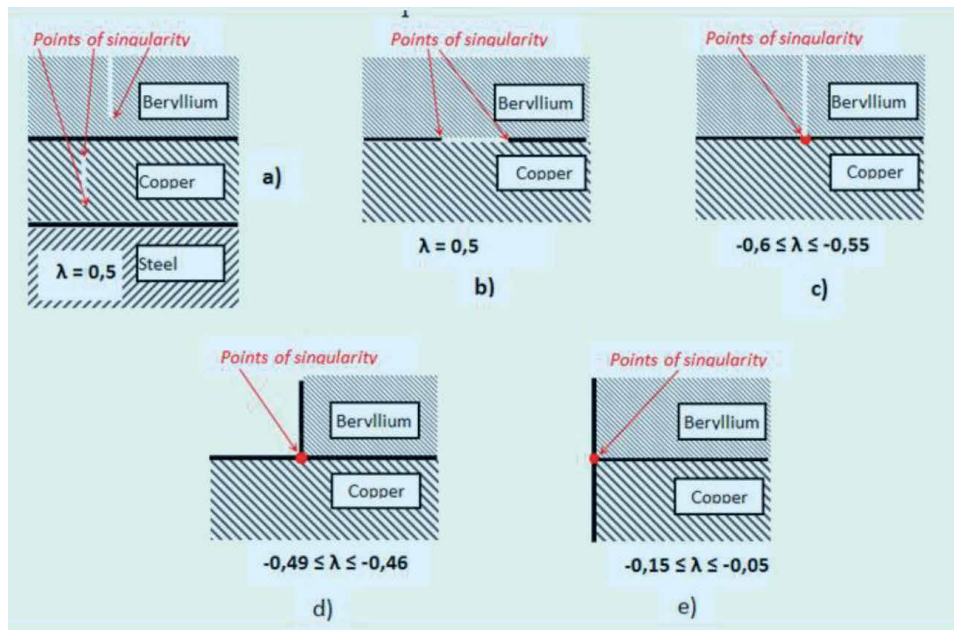 Points of singularity
Points of singularity
Points of singularity
Beryllium
Beryllium
Beryllium
Copper
a)
Copper
Copper
Steel
λ = 0,5
λ = 0,5
-0,6 ≤ λ ≤ -0,55
b)
c)
Points of singularity
Points of singularity
Beryllium
Beryllium
Copper
Copper
-0,49 ≤ λ ≤ -0,46
-0,15 ≤ λ ≤ -0,05
d)
e)